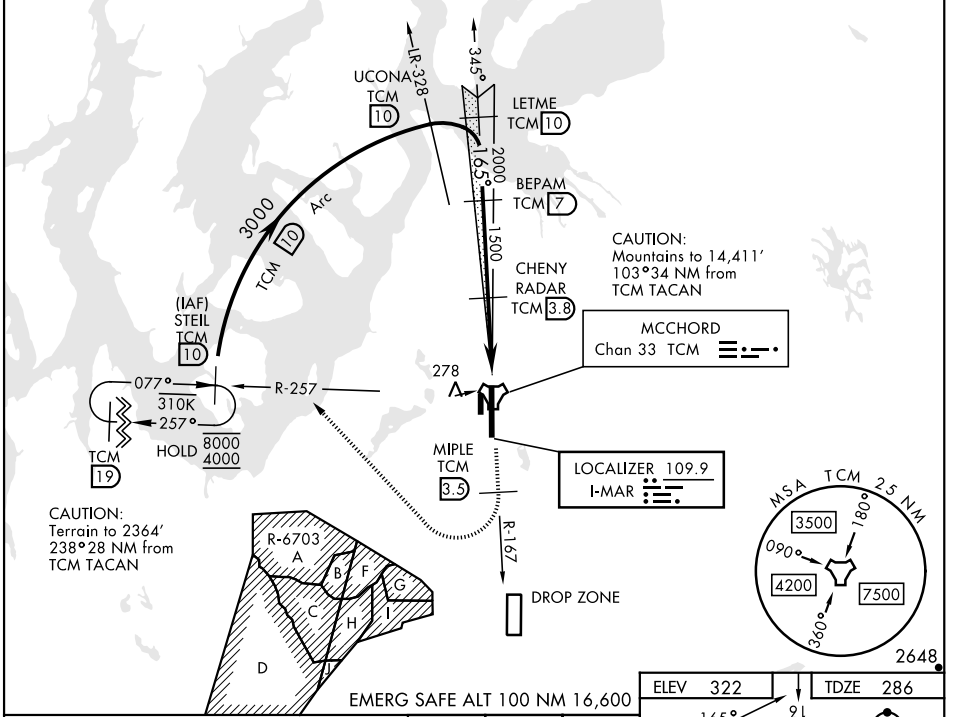 UCONA
TCM
10
LR-328
345°
LETME
TCM 10
2000
165°
BEPAM
TCM 7
1500
3000
TCM 10 Arc
CAUTION:
Mountains to 14,411'
103°34 NM from
TCM TACAN
CHENY
RADAR
TCM 3.8
(IAF)
STEIL
TCM
10
MCCHORD
Chan 33 TCM
278
077°
310K
257°
R-257
HOLD 8000
4000
TCM
19
MIPLE
TCM
3.5
LOCALIZER 109.9
I-MAR
R-167
CAUTION:
Terrain to 2364'
238°28 NM from
TCM TACAN
R-6703
A
B
F
G
C
H
I
D
J
DROP ZONE
MSA TCM 25 NM
3500
180°
090°
4200
7500
360°
2648
EMERG SAFE ALT 100 NM 16,600
ELEV 322
TDZE 286
165°
16